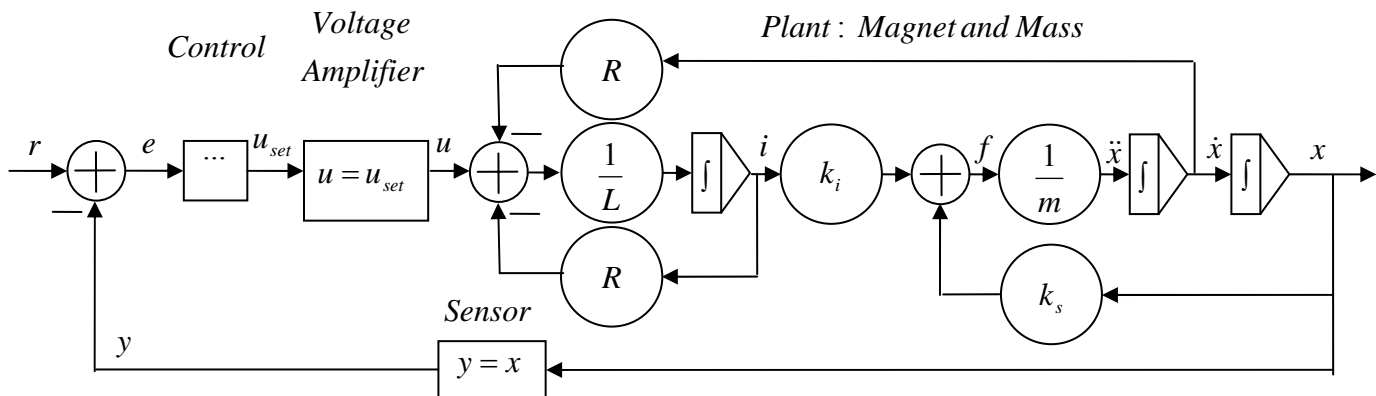 Control
Voltage
Amplifier
Plant : Magnet and Mass
r
e
...
u_set
u = u_set
u
R
1/L
∫
i
k_i
f
1/m
ẍ
∫
ẋ
∫
x
R
k_s
Sensor
y
y = x